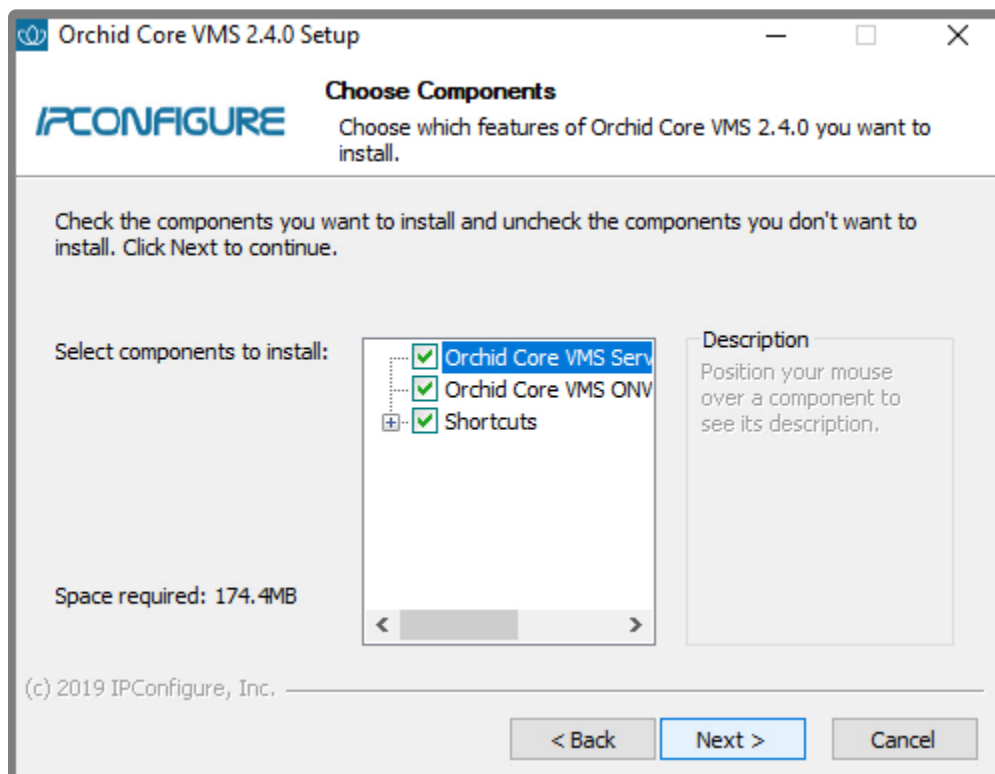 Orchid Core VMS 2.4.0 Setup
IPCONFIGURE
Choose Components
Choose which features of Orchid Core VMS 2.4.0 you want to
install.
Check the components you want to install and uncheck the components you don't want to
install. Click Next to continue.
Select components to install:
Orchid Core VMS Serv
Orchid Core VMS ONV
Shortcuts
Description
Position your mouse
over a component to
see its description.
Space required: 174.4MB
(c) 2019 IPConfigure, Inc.
< Back
Next >
Cancel